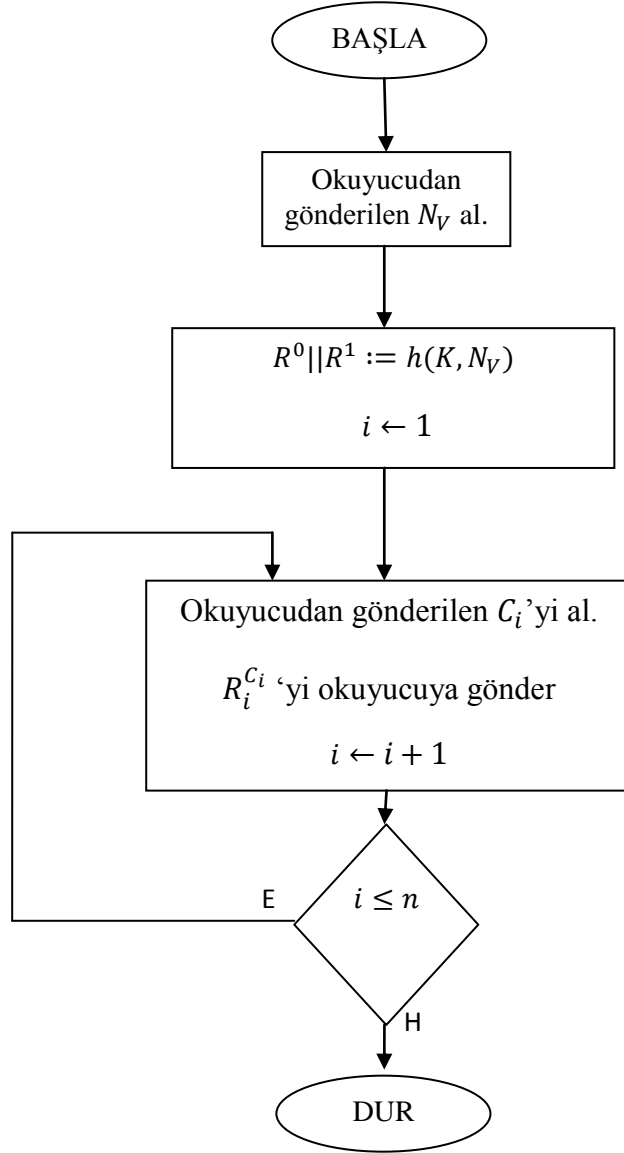 BAŞLA
Okuyucudan
gönderilen N_V al.
R^0||R^1 := h(K, N_V)
i ← 1
Okuyucudan gönderilen C_i’yi al.
R_i^{C_i} ‘yi okuyucuya gönder
i ← i + 1
E
i ≤ n
H
DUR